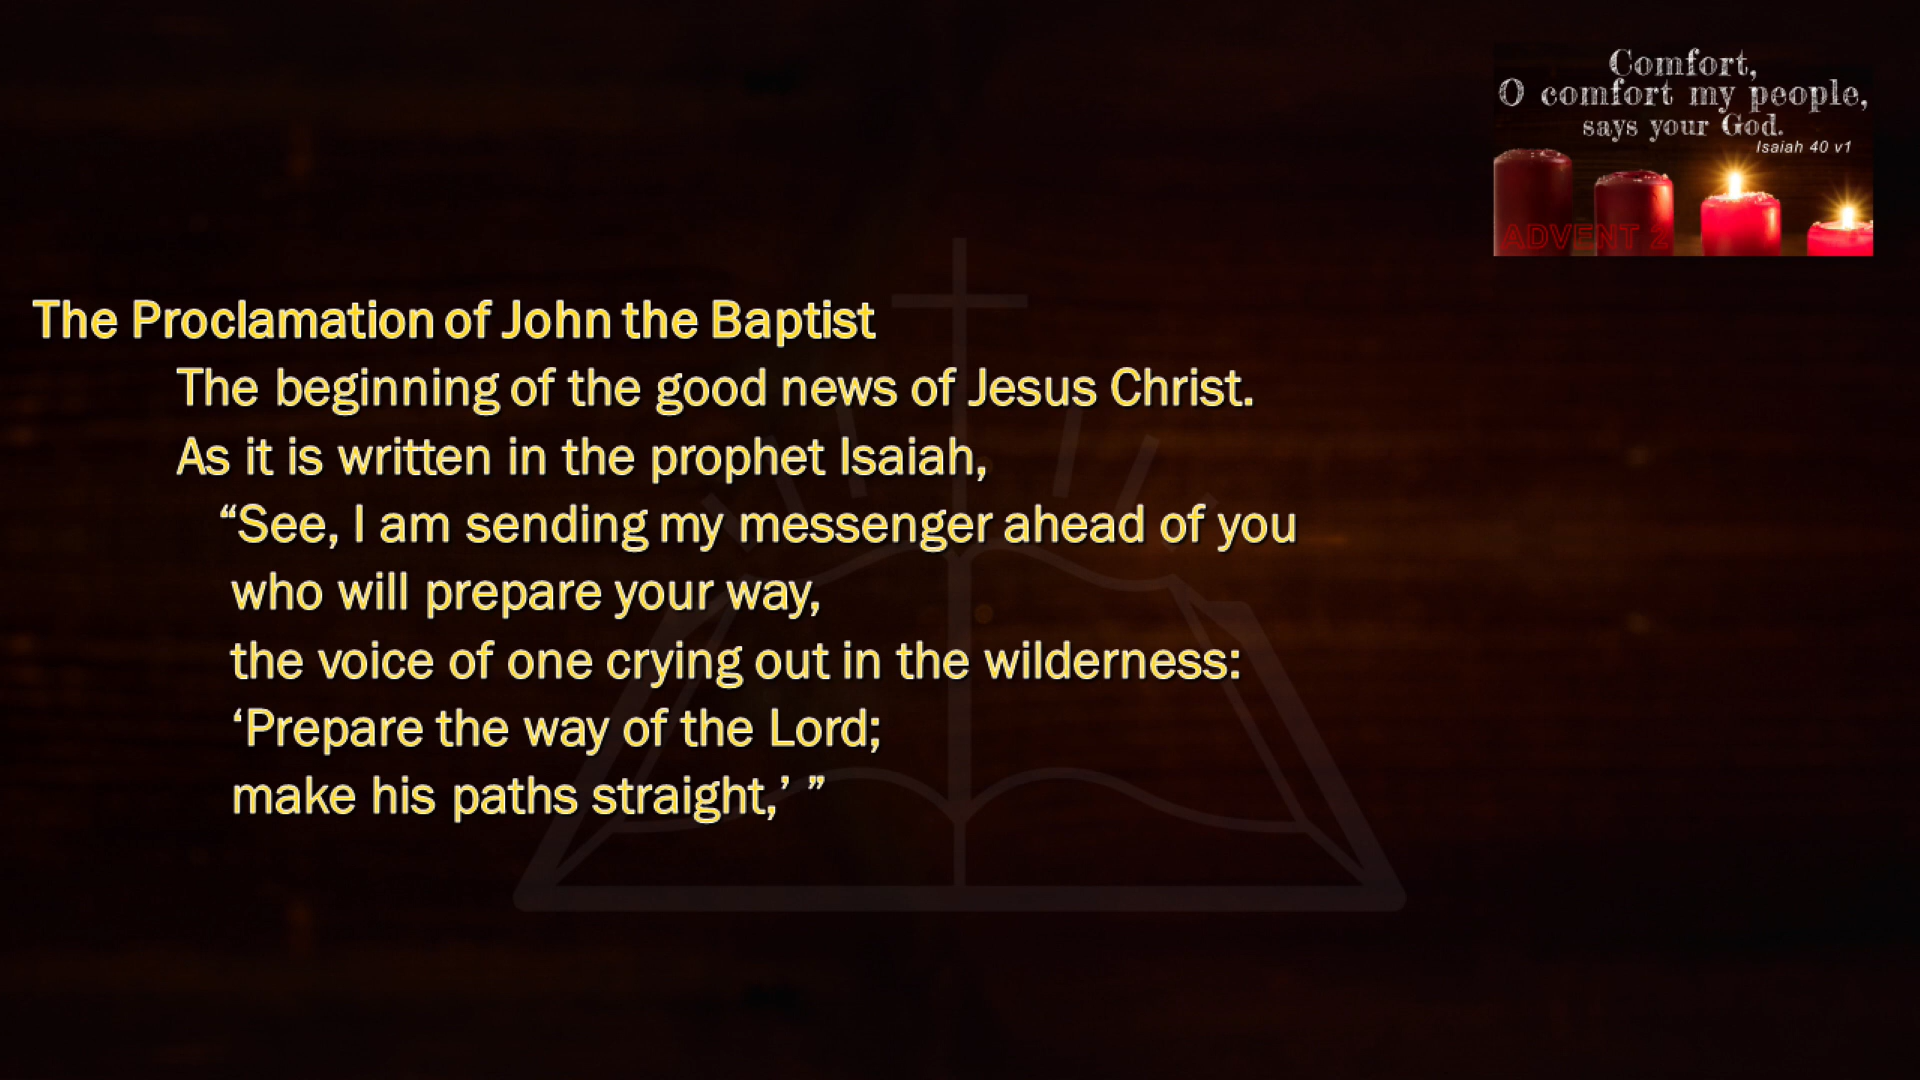 Comfort,
O comfort my people,
says your God.
Isaiah 40 v1
ADVENT 2
The Proclamation of John the Baptist
The beginning of the good news of Jesus Christ.
As it is written in the prophet Isaiah,
“See, I am sending my messenger ahead of you
who will prepare your way,
the voice of one crying out in the wilderness:
‘Prepare the way of the Lord;
make his paths straight,’ ”